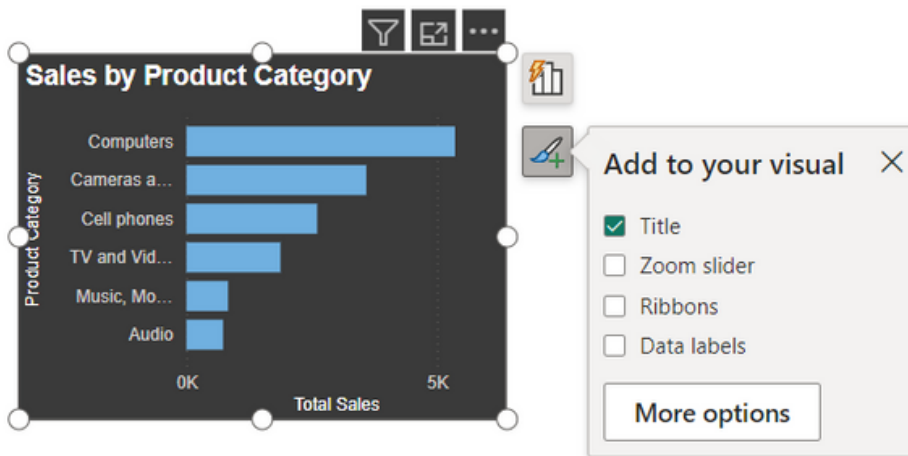 Sales by Product Category
Product Category
Computers
Cameras a...
Cell phones
TV and Vid...
Music, Mo...
Audio
0K 5K
Total Sales
Add to your visual
Title
Zoom slider
Ribbons
Data labels
More options